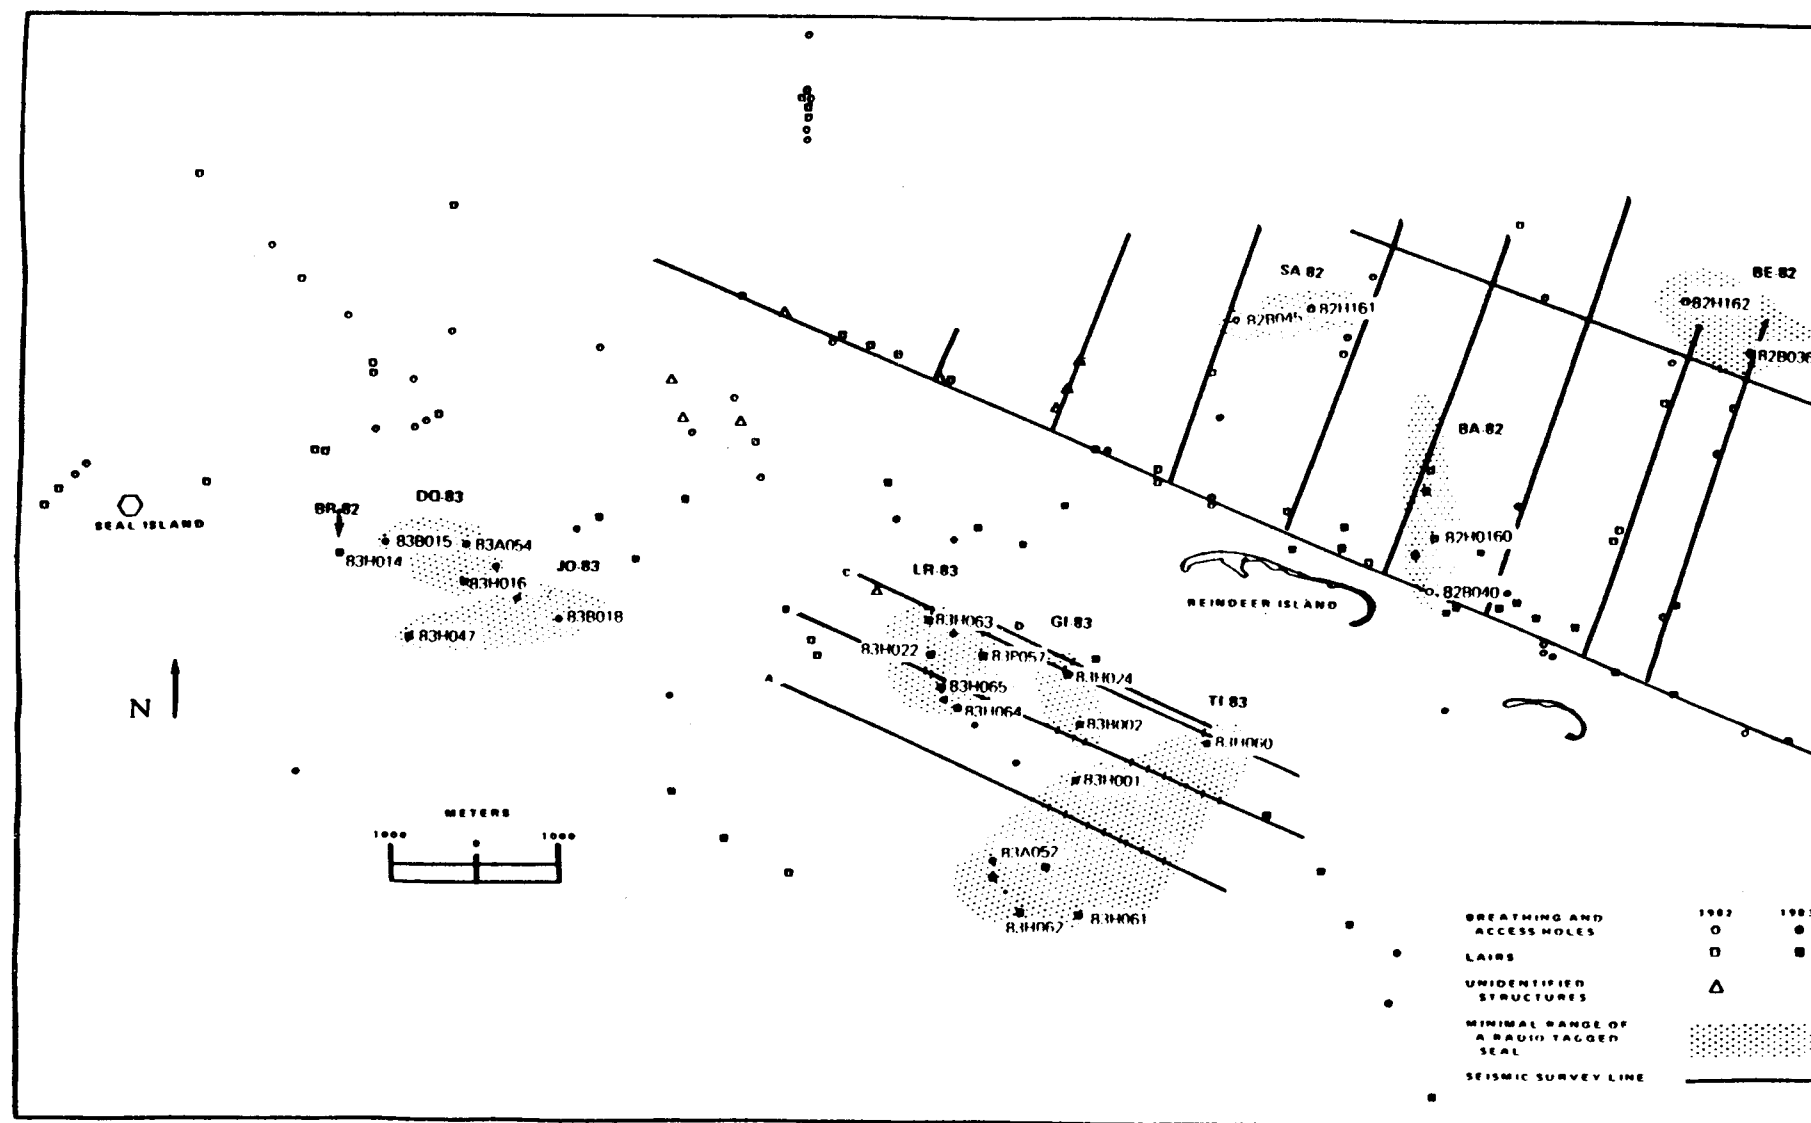 SA-82
BE-82
82H162
82B045
82H161
82B036
BA-82
SEAL ISLAND
BR-82
DO-83
83B015
83A054
83H014
82H0160
JO-83
83H016
LR-83
C
82B040
REINDEER ISLAND
83H063
D
GI-83
83B018
83H047
83H022
83P057
83H024
A
83H065
TI-83
83H064
N
83H002
83H060
83H001
METERS
1000 0 1000
83A052
83H062
83H061
1982 1983
BREATHING AND
ACCESS HOLES
LAIRS
UNIDENTIFIED
STRUCTURES
MINIMAL RANGE OF
A RADIO TAGGED
SEAL
SEISMIC SURVEY LINE